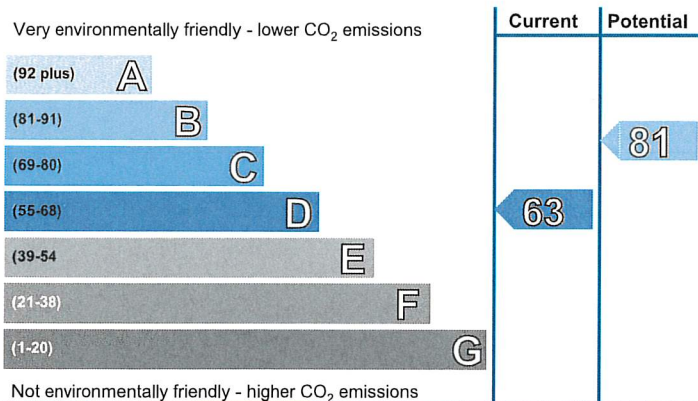 Very environmentally friendly - lower CO2 emissions
Current
Potential
(92 plus) A
(81-91) B
81
(69-80) C
(55-68) D
63
(39-54 E
(21-38) F
(1-20) G
Not environmentally friendly - higher CO2 emissions